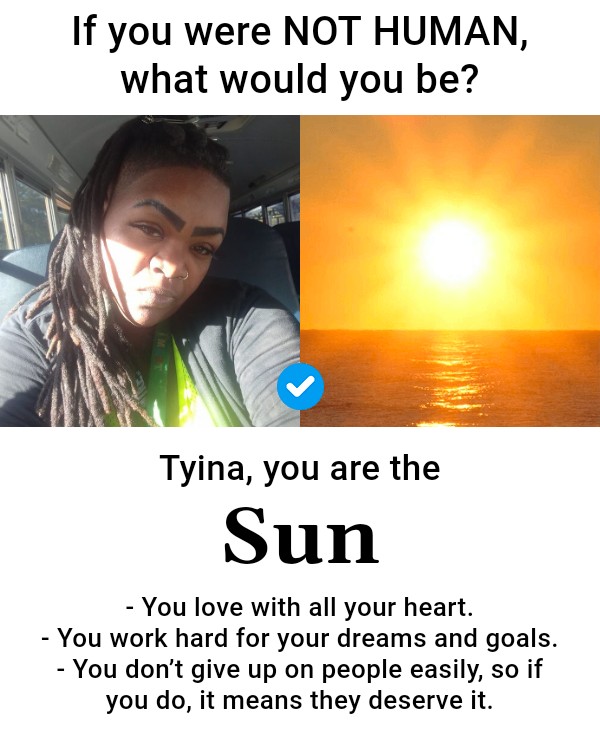 If you were NOT HUMAN,
what would you be?
Tyina, you are the
Sun
- You love with all your heart.
- You work hard for your dreams and goals.
- You don’t give up on people easily, so if
you do, it means they deserve it.